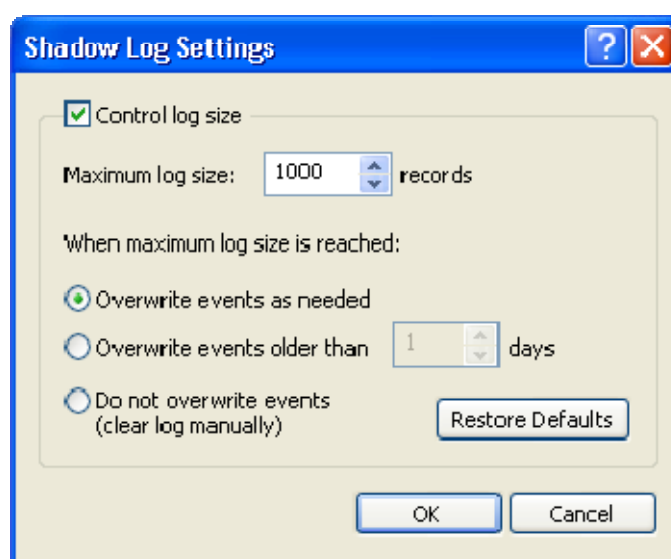 Shadow Log Settings
Control log size
Maximum log size: 1000 records
When maximum log size is reached:
Overwrite events as needed
Overwrite events older than 1 days
Do not overwrite events
(clear log manually)
Restore Defaults
OK Cancel